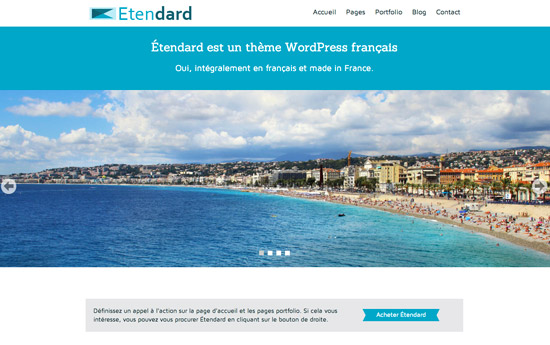 Etendard
Accueil Pages Portfolio Blog Contact
Étendard est un thème WordPress français
Oui, intégralement en français et made in France.
Définissez un appel à l'action sur la page d'accueil et les pages portfolio. Si cela vous
intéresse, vous pouvez vous procurer Étendard en cliquant sur le bouton de droite.
Acheter Étendard